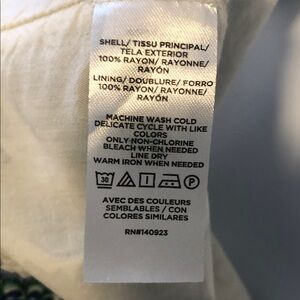 SHELL/ TISSU PRINCIPAL/
TELA EXTERIOR
100% RAYON/ RAYONNE/
RAYÓN
LINING/ DOUBLURE/ FORRO
100% RAYON/ RAYONNE/
RAYÓN
MACHINE WASH COLD
DELICATE CYCLE WITH LIKE
COLORS
ONLY NON-CHLORINE
BLEACH WHEN NEEDED
LINE DRY
WARM IRON WHEN NEEDED
30 P
AVEC DES COULEURS
SEMBLABLES / CON
COLORES SIMILARES
RN#140923